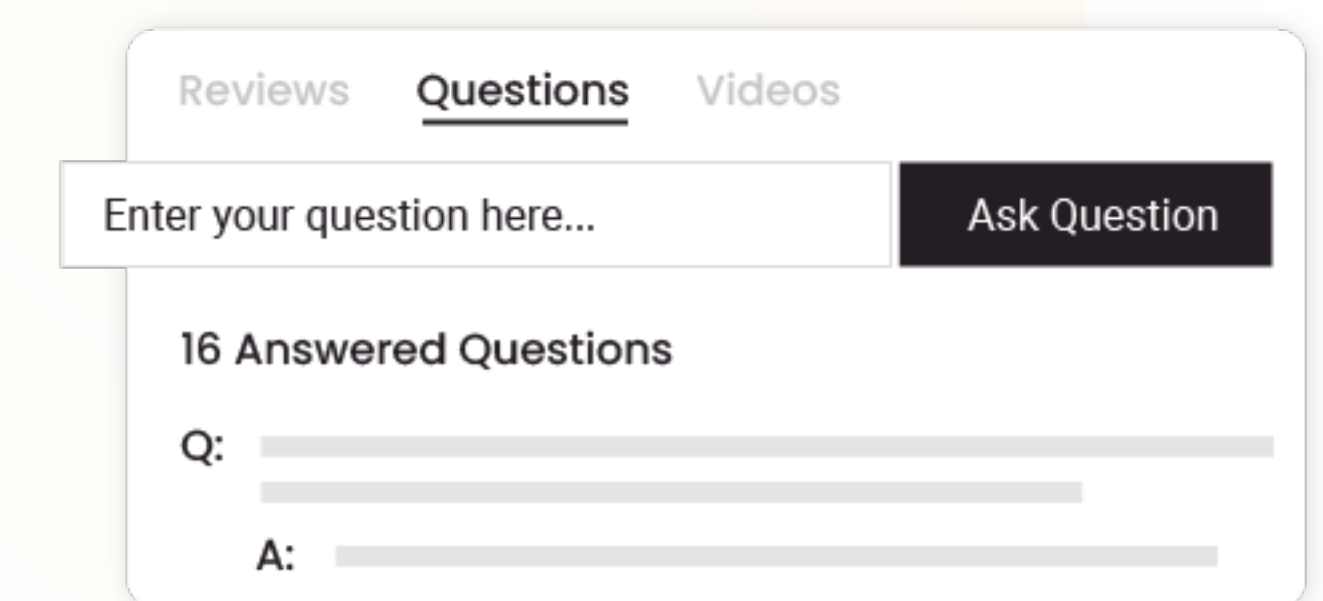 Reviews Questions Videos
Enter your question here... Ask Question
16 Answered Questions
Q:
A: